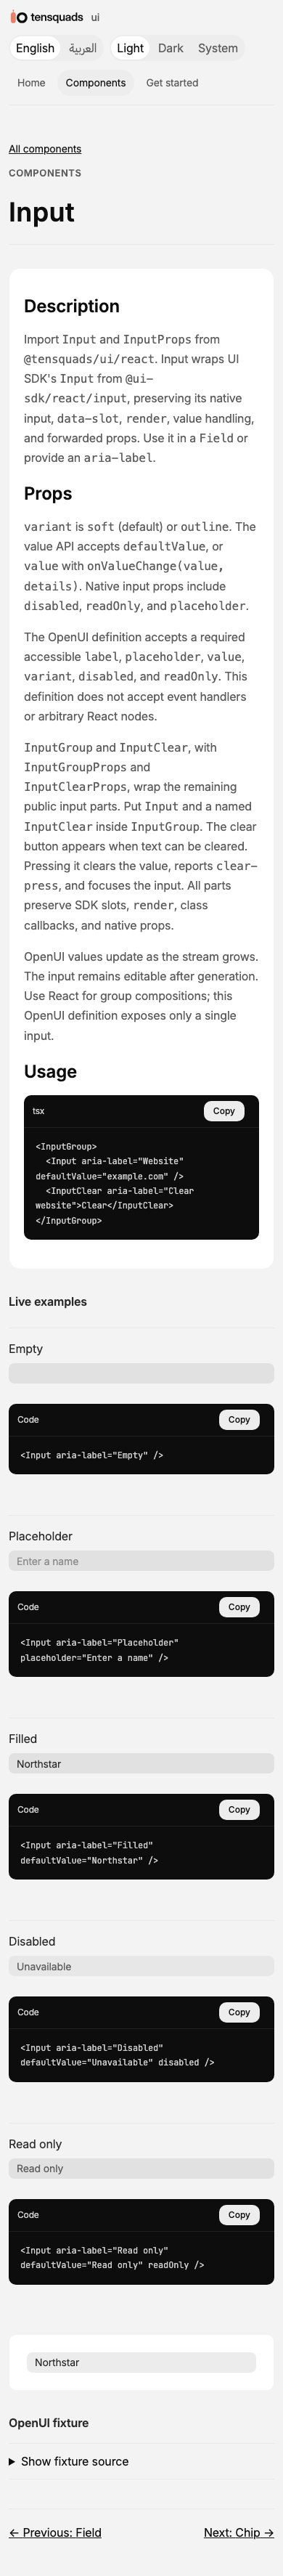 tensquads ui
English العربية Light Dark System
Home Components Get started
All components
COMPONENTS
Input
Description
Import Input and InputProps from
@tensquads/ui/react. Input wraps UI
SDK's Input from @ui-
sdk/react/input, preserving its native
input, data-slot, render, value handling,
and forwarded props. Use it in a Field or
provide an aria-label.
Props
variant is soft (default) or outline. The
value API accepts defaultValue, or
value with onValueChange(value,
details). Native input props include
disabled, readOnly, and placeholder.
The OpenUI definition accepts a required
accessible label, placeholder, value,
variant, disabled, and readOnly. This
definition does not accept event handlers
or arbitrary React nodes.
InputGroup and InputClear, with
InputGroupProps and
InputClearProps, wrap the remaining
public input parts. Put Input and a named
InputClear inside InputGroup. The clear
button appears when text can be cleared.
Pressing it clears the value, reports clear-
press, and focuses the input. All parts
preserve SDK slots, render, class
callbacks, and native props.
OpenUI values update as the stream grows.
The input remains editable after generation.
Use React for group compositions; this
OpenUI definition exposes only a single
input.
Usage
tsx Copy
<InputGroup>
<Input aria-label="Website"
defaultValue="example.com" />
<InputClear aria-label="Clear
website">Clear</InputClear>
</InputGroup>
Live examples
Empty
Code Copy
<Input aria-label="Empty" />
Placeholder
Enter a name
Code Copy
<Input aria-label="Placeholder"
placeholder="Enter a name" />
Filled
Northstar
Code Copy
<Input aria-label="Filled"
defaultValue="Northstar" />
Disabled
Unavailable
Code Copy
<Input aria-label="Disabled"
defaultValue="Unavailable" disabled />
Read only
Read only
Code Copy
<Input aria-label="Read only"
defaultValue="Read only" readOnly />
Northstar
OpenUI fixture
▶ Show fixture source
← Previous: Field Next: Chip →